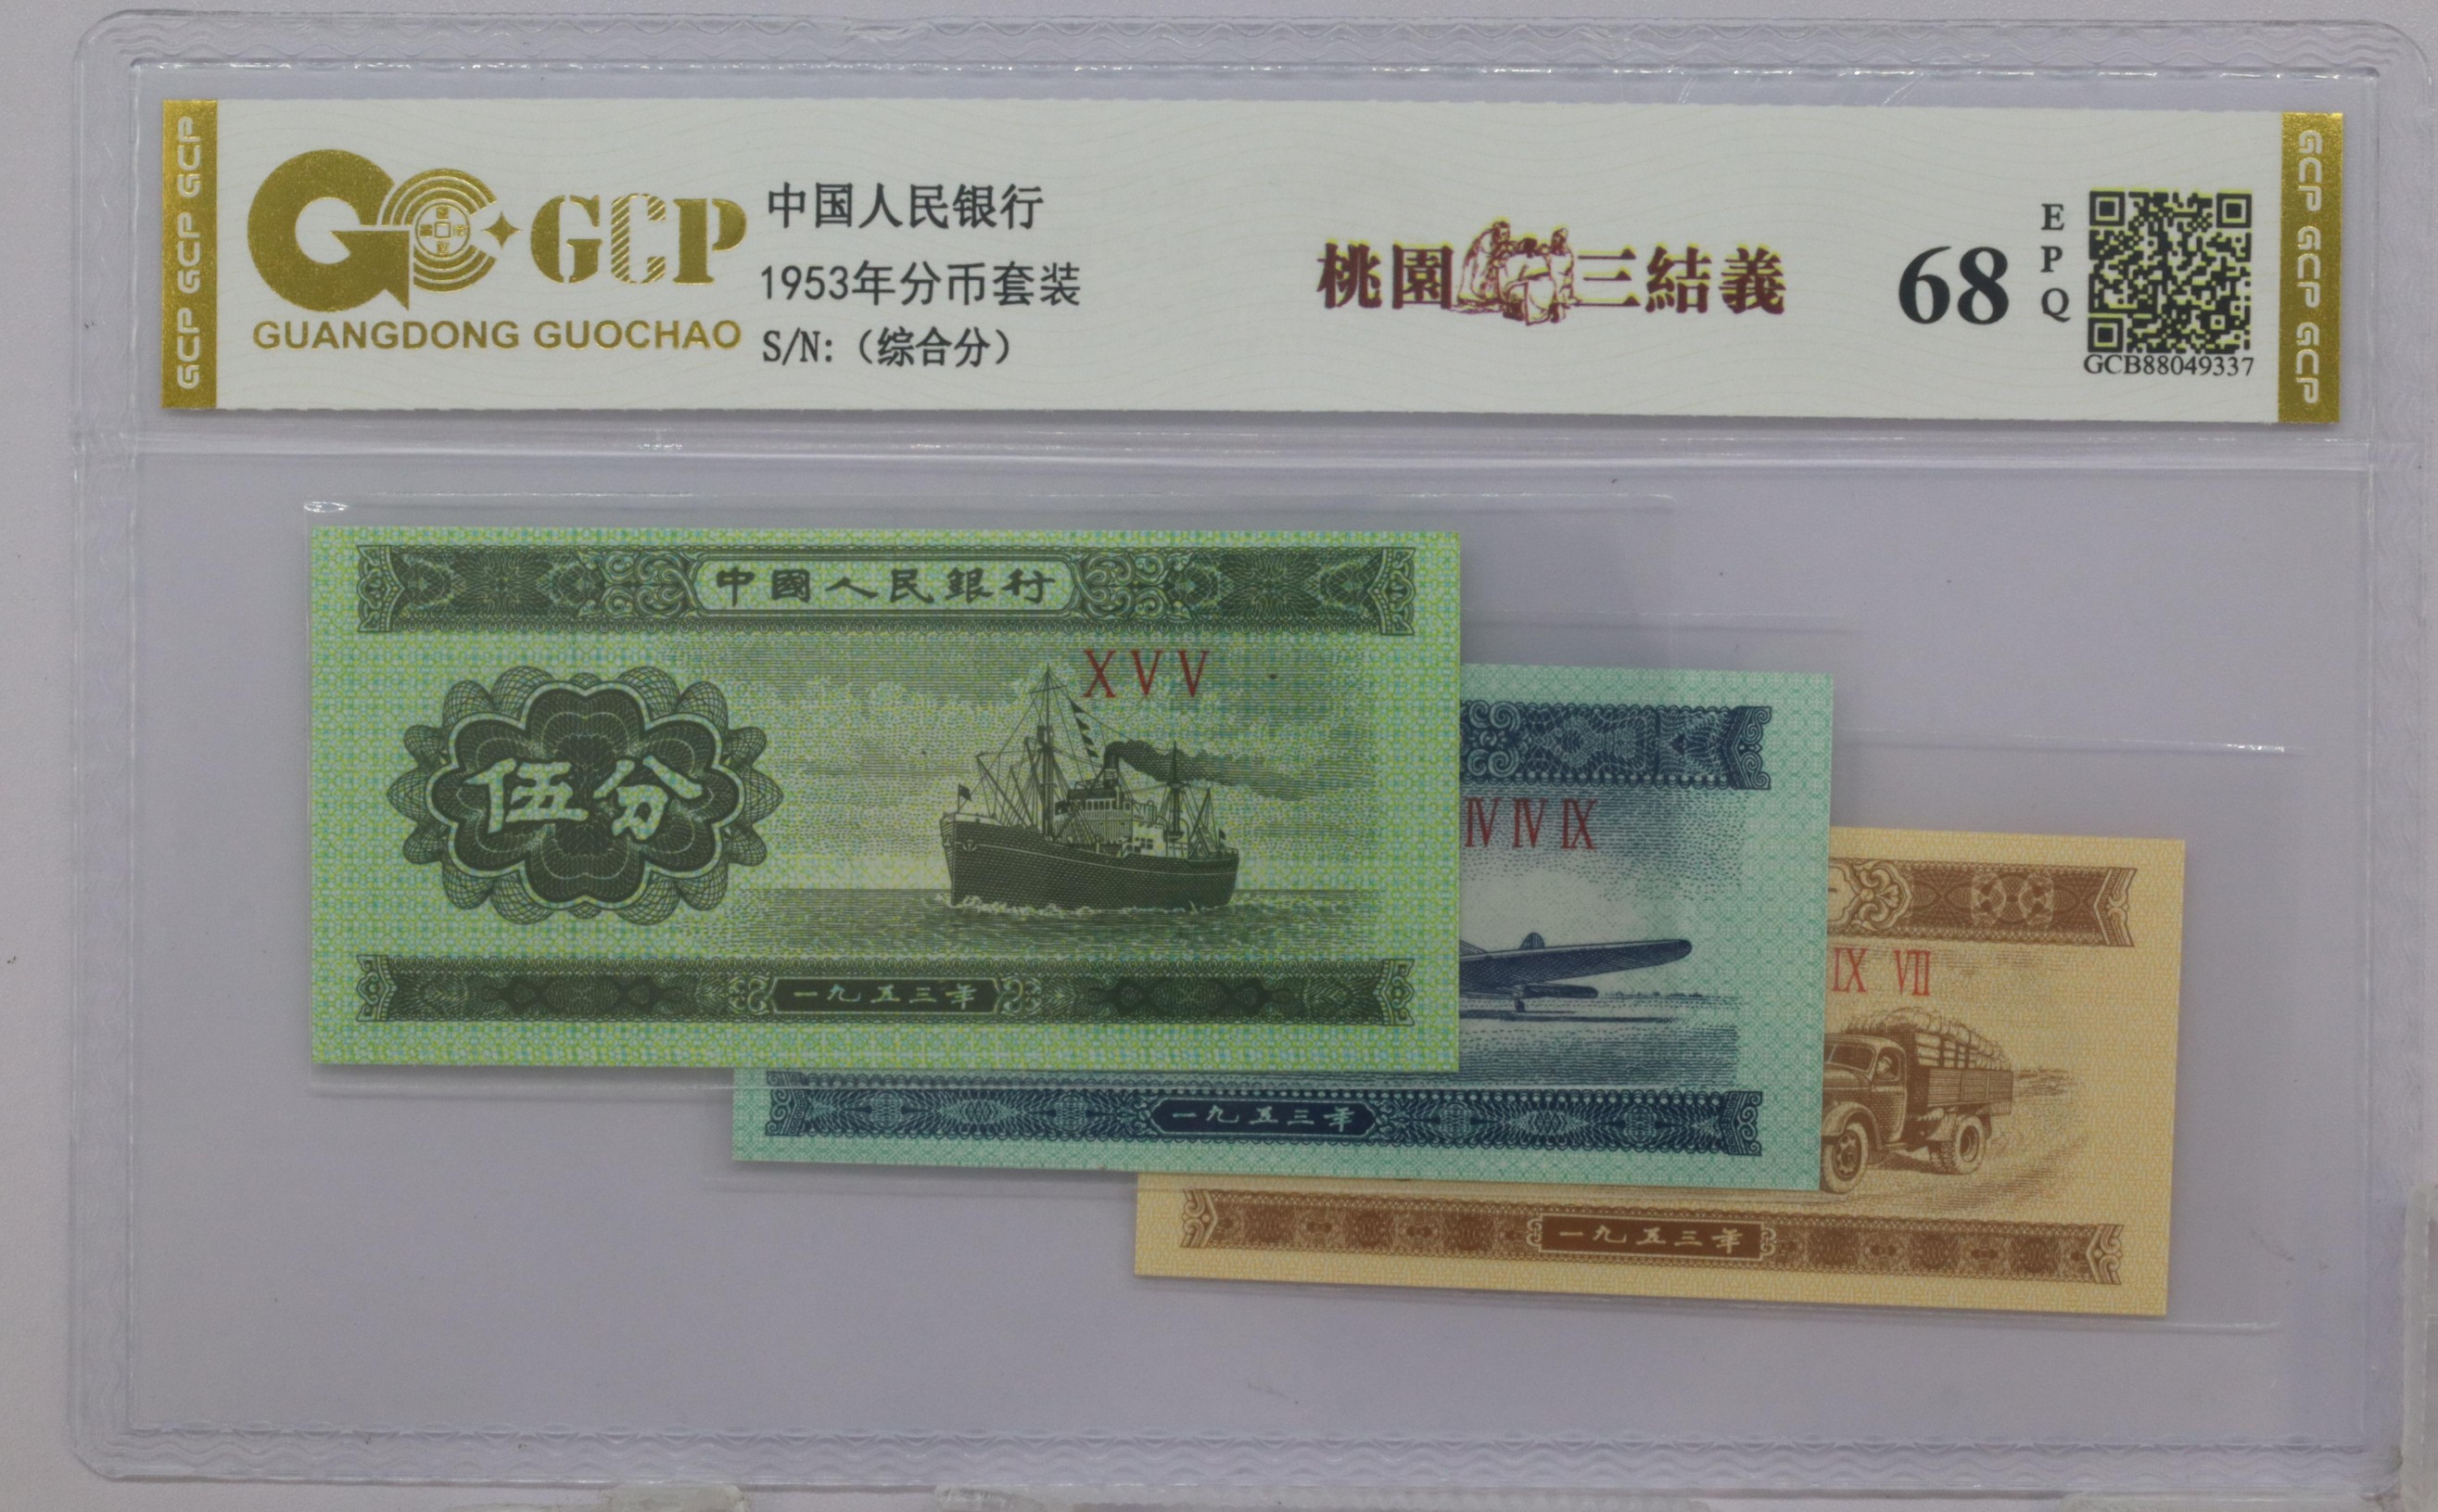 GCP GCP GCP
GCP
GUANGDONG GUOCHAO
中国人民银行
1953年分币套装
S/N:（综合分）
桃園三結義
68
EPQ
GCB88049337
GCP GCP GCP
中國人民銀行
XVV
伍分
一九五三年
IV IV IX
一九五三年
IX VII
一九五三年